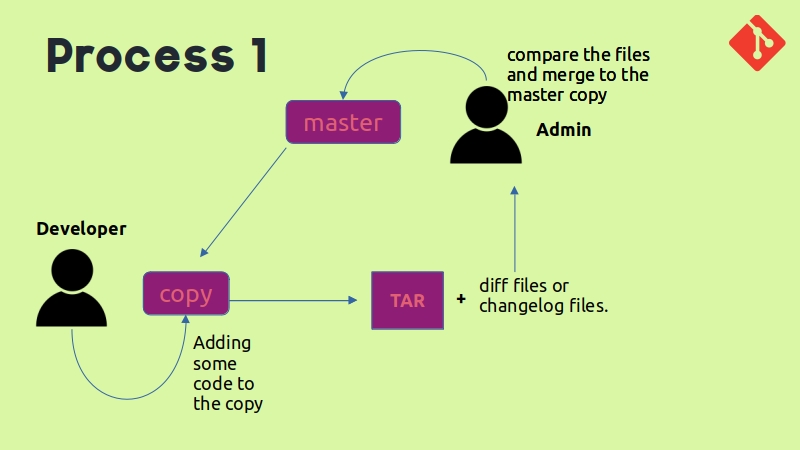 Process 1
compare the files
and merge to the
master copy
master
Admin
Developer
copy
TAR
+
diff files or
changelog files.
Adding
some
code to
the copy